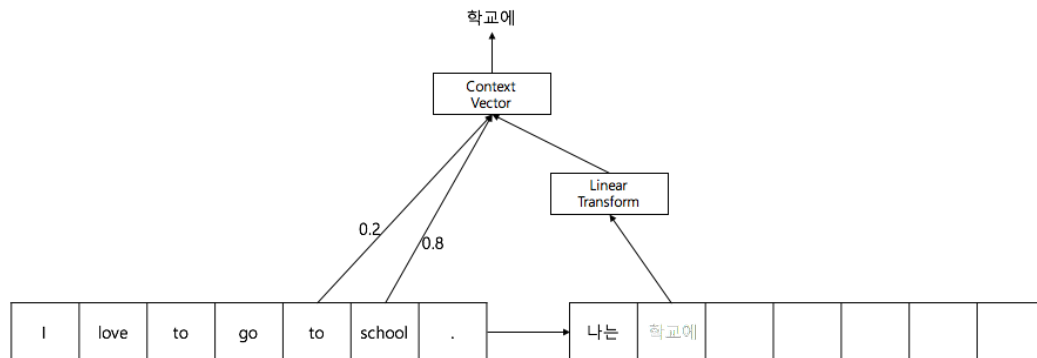 학교에
Context
Vector
Linear
Transform
0.2
0.8
I love to go to school . 나는 학교에